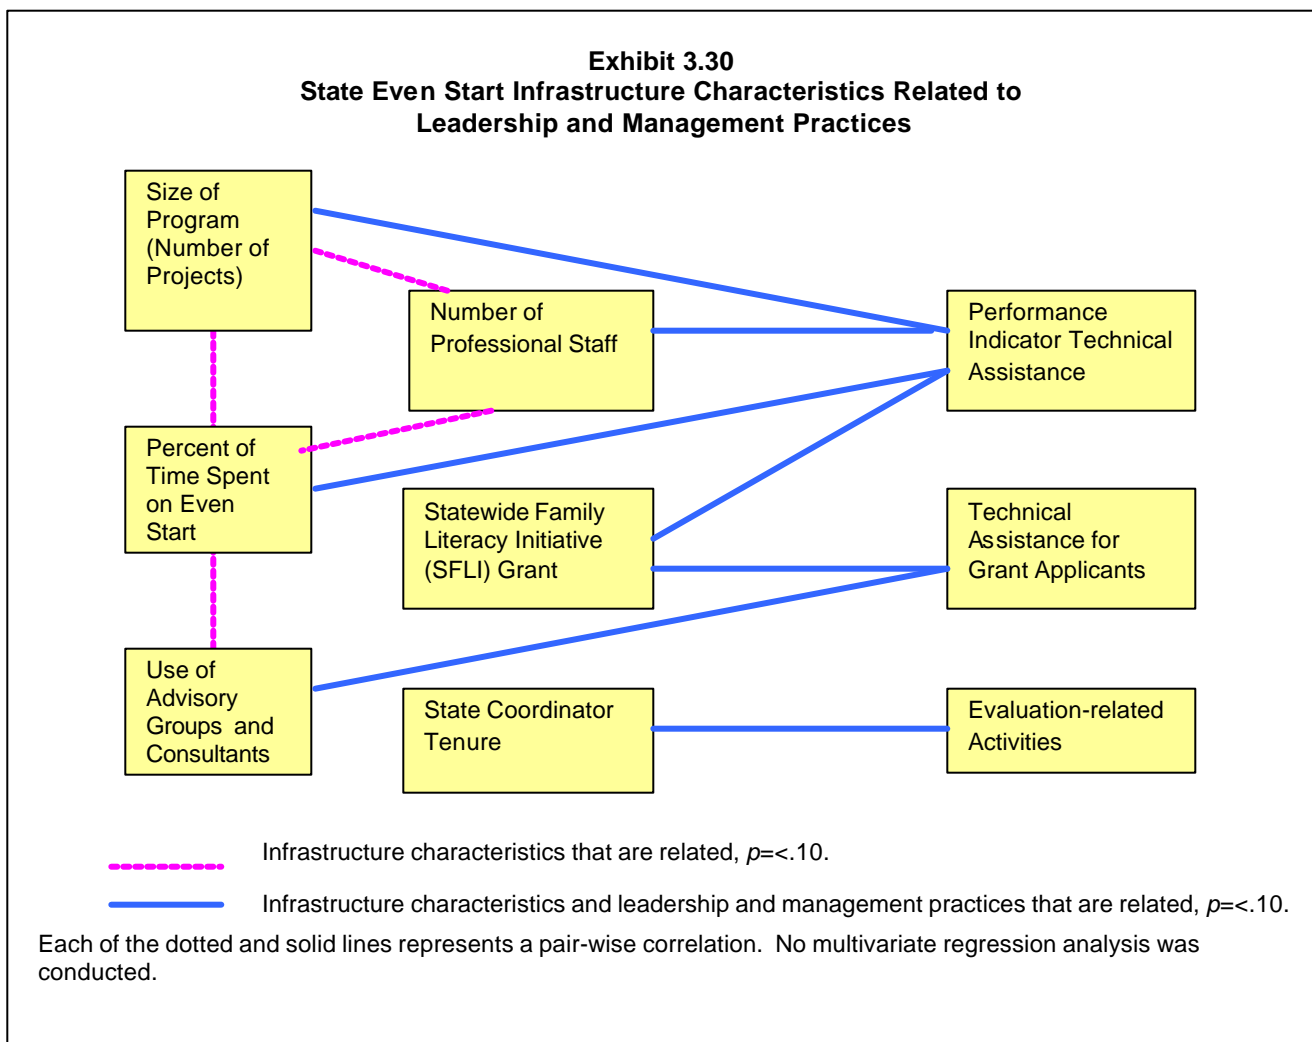 Exhibit 3.30
State Even Start Infrastructure Characteristics Related to
Leadership and Management Practices
Size of
Program
(Number of
Projects)
Number of
Professional Staff
Performance
Indicator Technical
Assistance
Percent of
Time Spent
on Even
Start
Statewide Family
Literacy Initiative
(SFLI) Grant
Technical
Assistance for
Grant Applicants
Use of
Advisory
Groups and
Consultants
State Coordinator
Tenure
Evaluation-related
Activities
Infrastructure characteristics that are related, p=<.10.
Infrastructure characteristics and leadership and management practices that are related, p=<.10.
Each of the dotted and solid lines represents a pair-wise correlation. No multivariate regression analysis was
conducted.